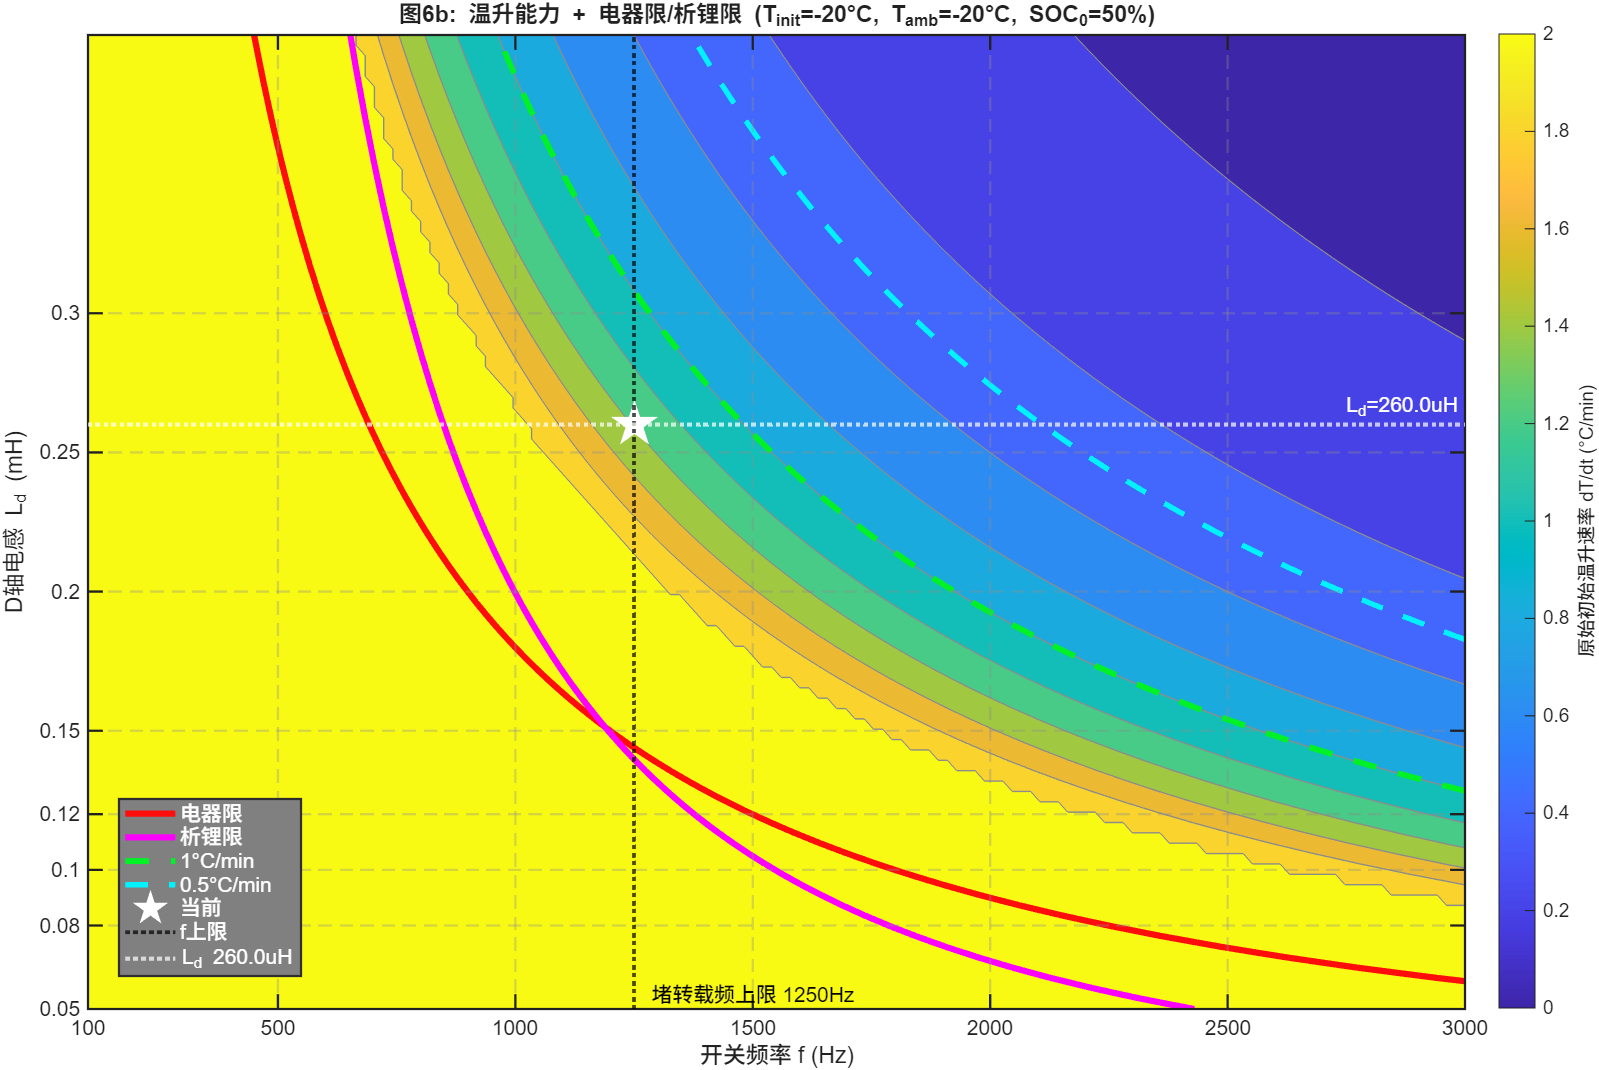 图6b: 温升能力 + 电器限/析锂限 (Tinit=-20°C, Tamb=-20°C, SOC0=50%)
D轴电感 Ld (mH)
0.3
0.25
0.2
0.15
0.12
0.1
0.08
0.05
100
500
1000
1500
2000
2500
3000
开关频率 f (Hz)
Ld=260.0uH
堵转载频上限 1250Hz
电器限
析锂限
1°C/min
0.5°C/min
当前
f上限
Ld 260.0uH
2
1.8
1.6
1.4
1.2
1
0.8
0.6
0.4
0.2
0
原始初始温升速率 dT/dt (°C/min)